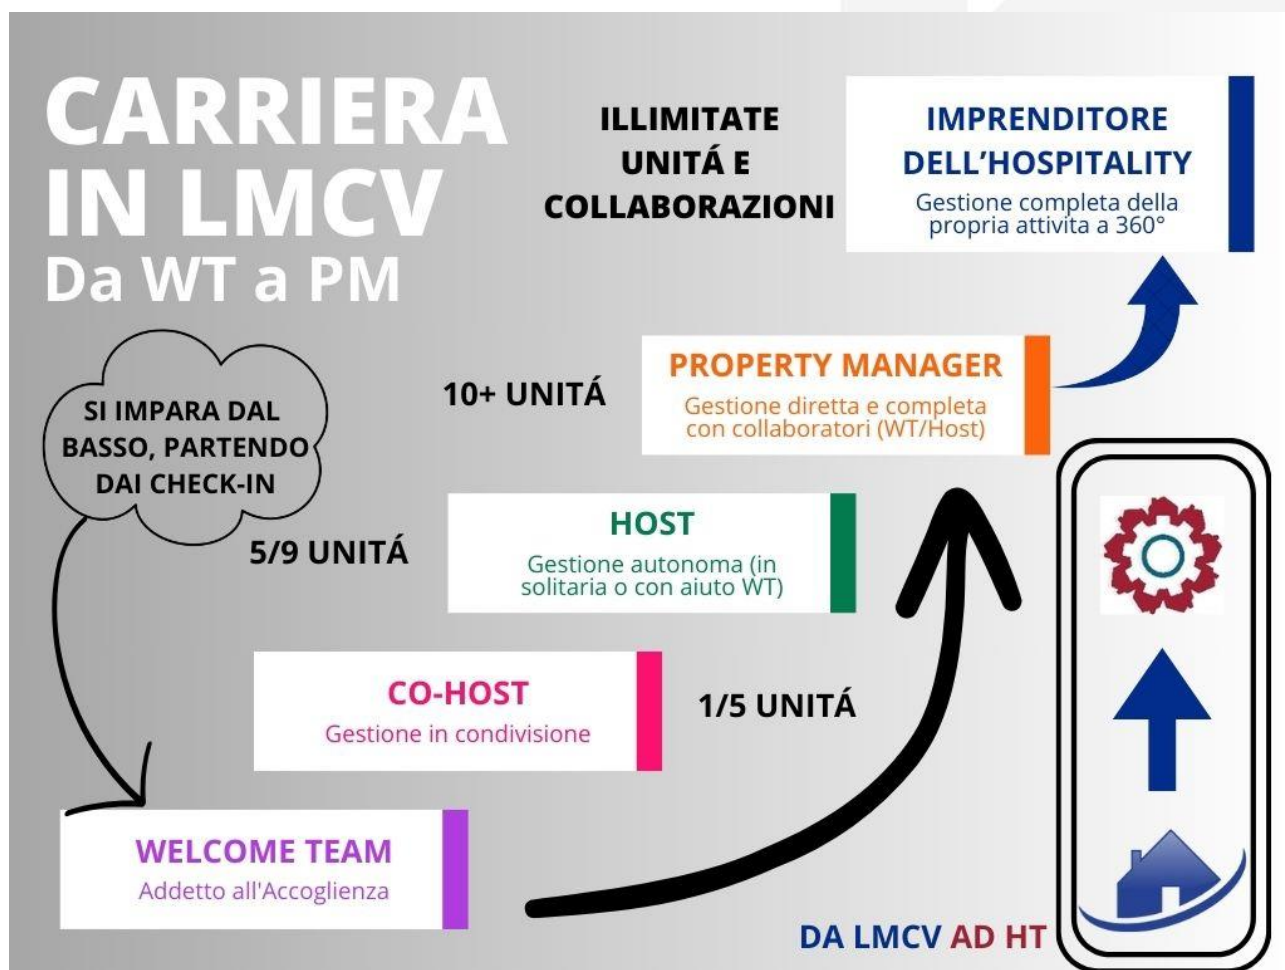 CARRIERA
IN LMCV
Da WT a PM
ILLIMITATE
UNITÁ E
COLLABORAZIONI
IMPRENDITORE
DELL'HOSPITALITY
Gestione completa della
propria attivita a 360°
SI IMPARA DAL
BASSO, PARTENDO
DAI CHECK-IN
10+ UNITÁ
PROPERTY MANAGER
Gestione diretta e completa
con collaboratori (WT/Host)
5/9 UNITÁ
HOST
Gestione autonoma (in
solitaria o con aiuto WT)
CO-HOST
Gestione in condivisione
1/5 UNITÁ
WELCOME TEAM
Addetto all'Accoglienza
DA LMCV AD HT